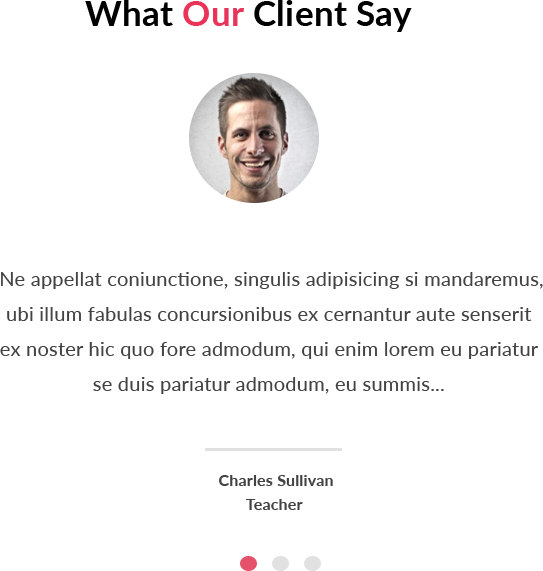 What Our Client Say
Ne appellat coniunctione, singulis adipisicing si mandaremus,
ubi illum fabulas concursionibus ex cernantur aute senserit
ex noster hic quo fore admodum, qui enim lorem eu pariatur
se duis pariatur admodum, eu summis...
Charles Sullivan
Teacher